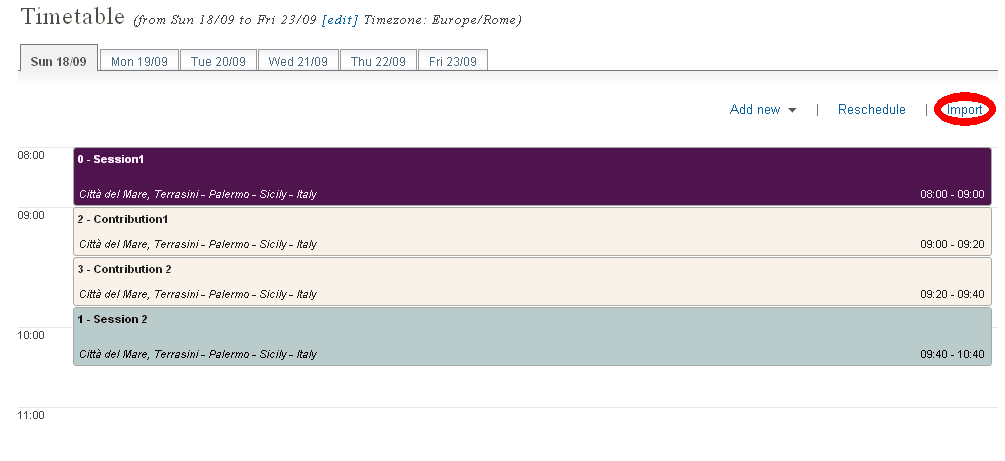 Timetable (from Sun 18/09 to Fri 23/09 [edit] Timezone: Europe/Rome)
Sun 18/09 Mon 19/09 Tue 20/09 Wed 21/09 Thu 22/09 Fri 23/09
Add new | Reschedule | Import
08:00
0 - Session1
Città del Mare, Terrasini - Palermo - Sicily - Italy 08:00 - 09:00
09:00
2 - Contribution1
Città del Mare, Terrasini - Palermo - Sicily - Italy 09:00 - 09:20
3 - Contribution 2
Città del Mare, Terrasini - Palermo - Sicily - Italy 09:20 - 09:40
1 - Session 2
10:00
Città del Mare, Terrasini - Palermo - Sicily - Italy 09:40 - 10:40
11:00